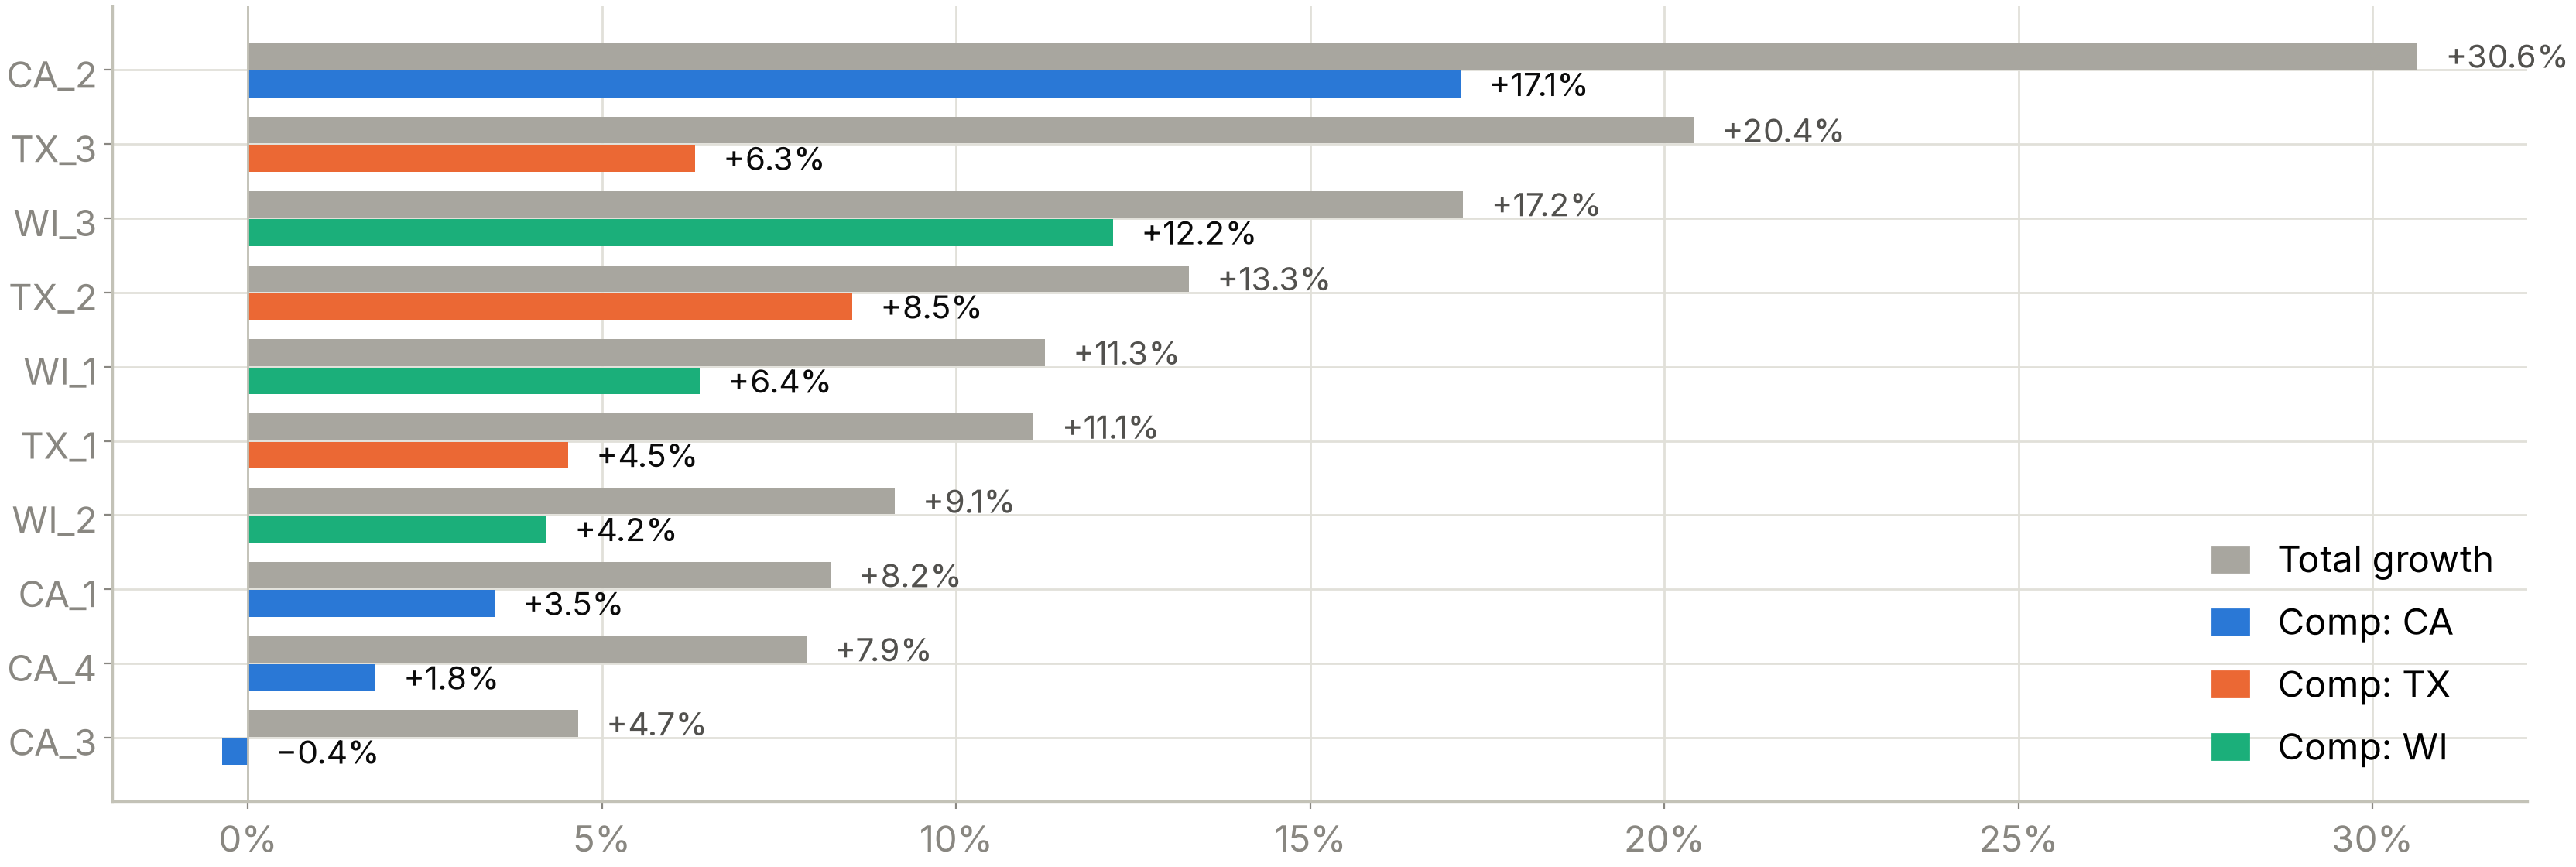 CA_2 +30.6%
+17.1%
TX_3 +20.4%
+6.3%
WI_3 +17.2%
+12.2%
TX_2 +13.3%
+8.5%
WI_1 +11.3%
+6.4%
TX_1 +11.1%
+4.5%
WI_2 +9.1%
+4.2%
CA_1 +8.2%
+3.5%
CA_4 +7.9%
+1.8%
CA_3 +4.7%
−0.4%
Total growth
Comp: CA
Comp: TX
Comp: WI
0% 5% 10% 15% 20% 25% 30%